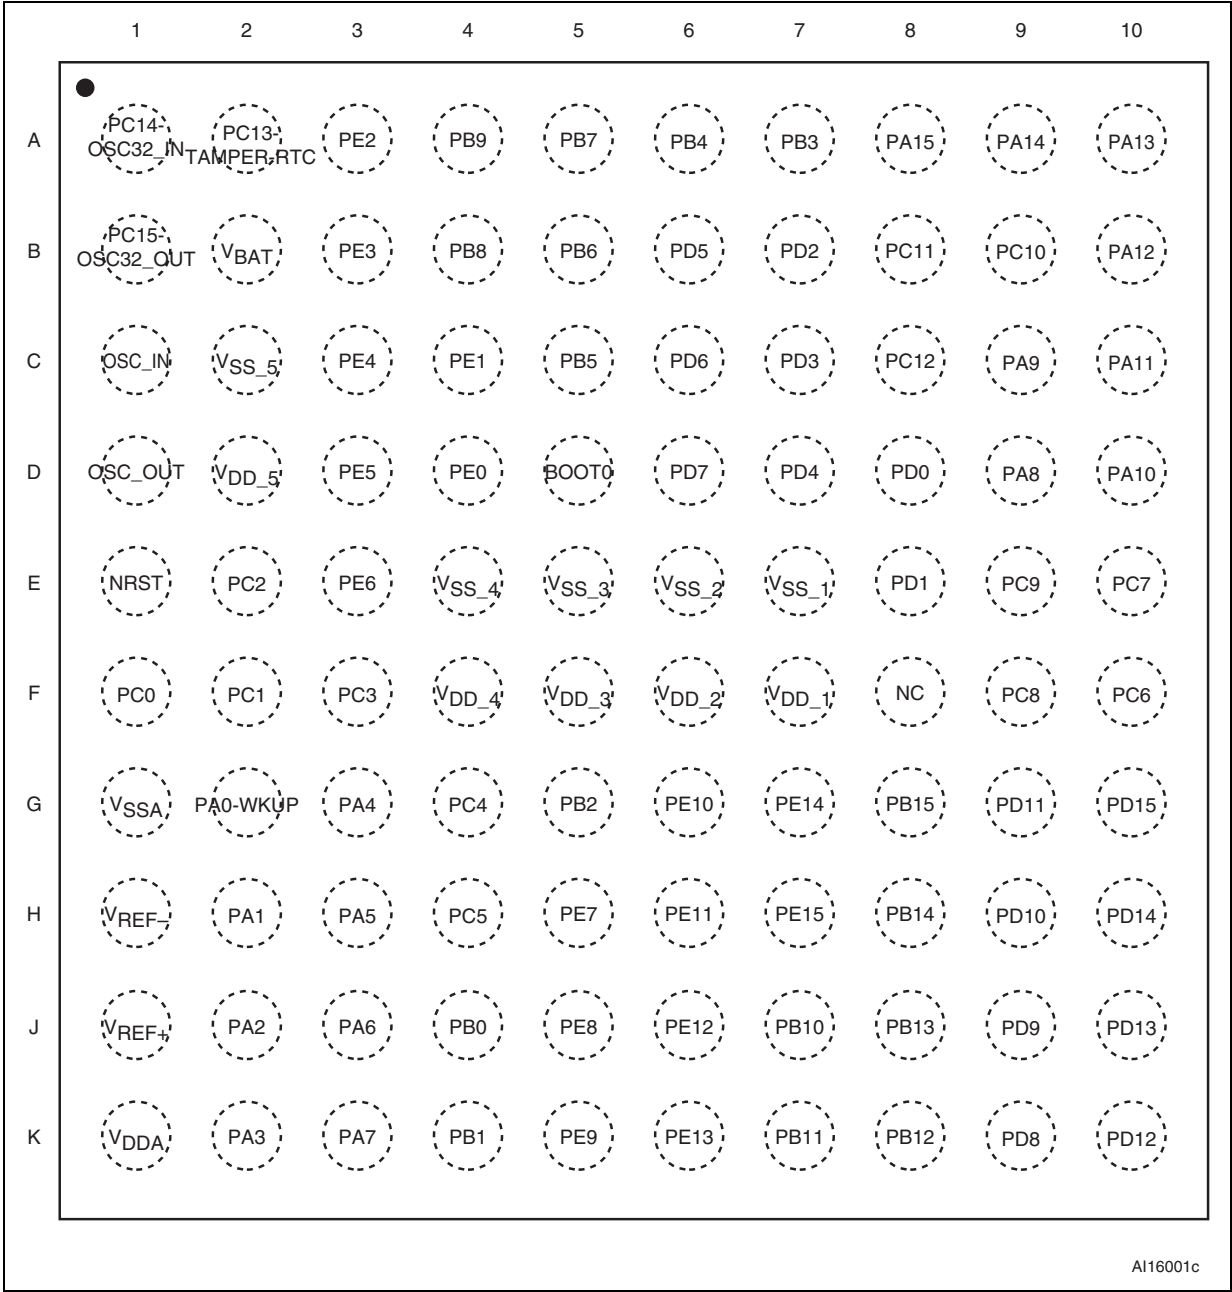 1 2 3 4 5 6 7 8 9 10
A PC14-OSC32_IN PC13-TAMPER-RTC PE2 PB9 PB7 PB4 PB3 PA15 PA14 PA13
B PC15-OSC32_OUT VBAT PE3 PB8 PB6 PD5 PD2 PC11 PC10 PA12
C OSC_IN VSS_5 PE4 PE1 PB5 PD6 PD3 PC12 PA9 PA11
D OSC_OUT VDD_5 PE5 PE0 BOOT0 PD7 PD4 PD0 PA8 PA10
E NRST PC2 PE6 VSS_4 VSS_3 VSS_2 VSS_1 PD1 PC9 PC7
F PC0 PC1 PC3 VDD_4 VDD_3 VDD_2 VDD_1 NC PC8 PC6
G VSSA PA0-WKUP PA4 PC4 PB2 PE10 PE14 PB15 PD11 PD15
H VREF– PA1 PA5 PC5 PE7 PE11 PE15 PB14 PD10 PD14
J VREF+ PA2 PA6 PB0 PE8 PE12 PB10 PB13 PD9 PD13
K VDDA PA3 PA7 PB1 PE9 PE13 PB11 PB12 PD8 PD12
AI16001c